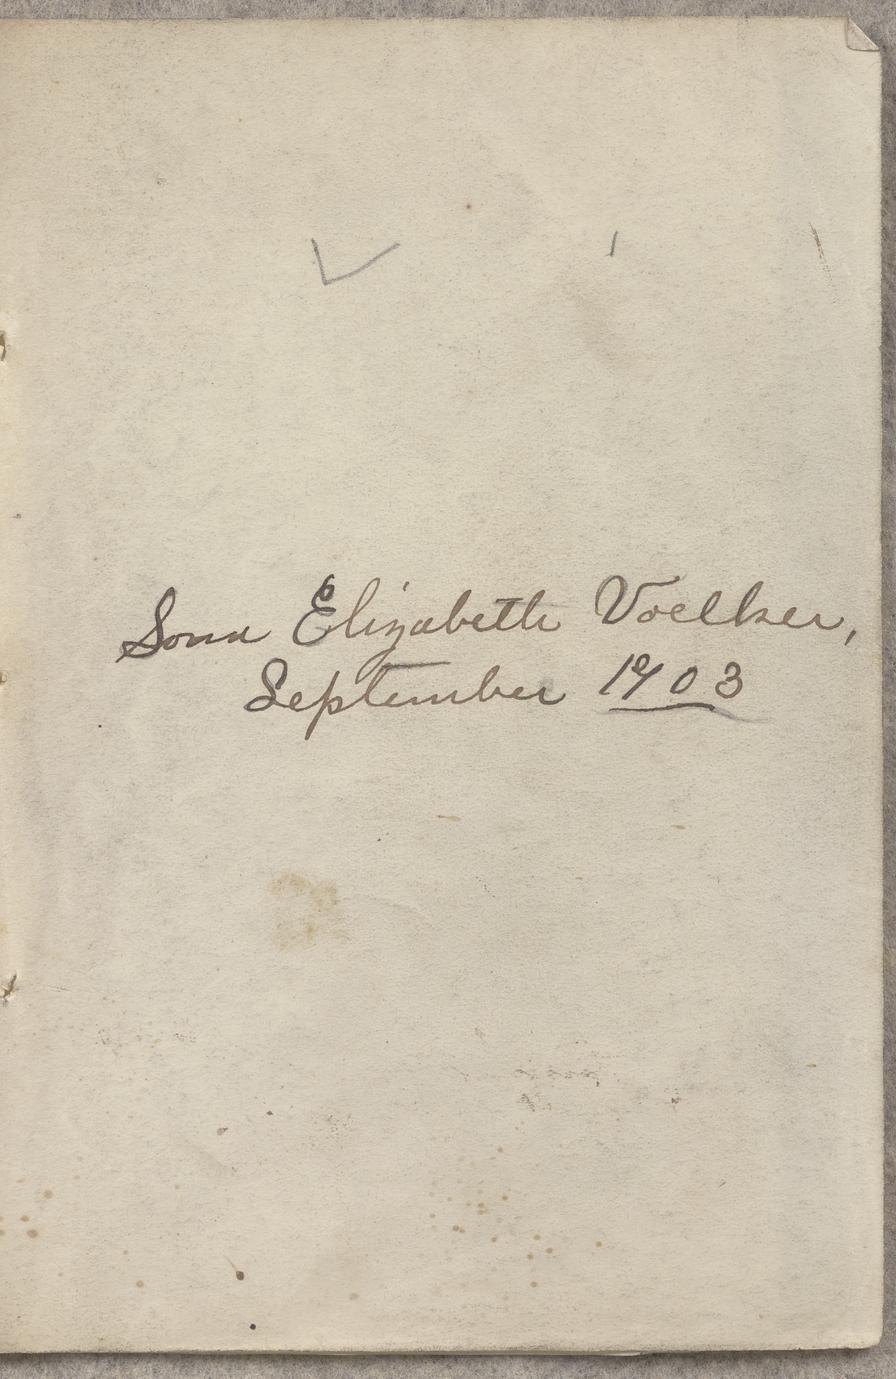 Sona Elizabeth Voelker,
September 1903